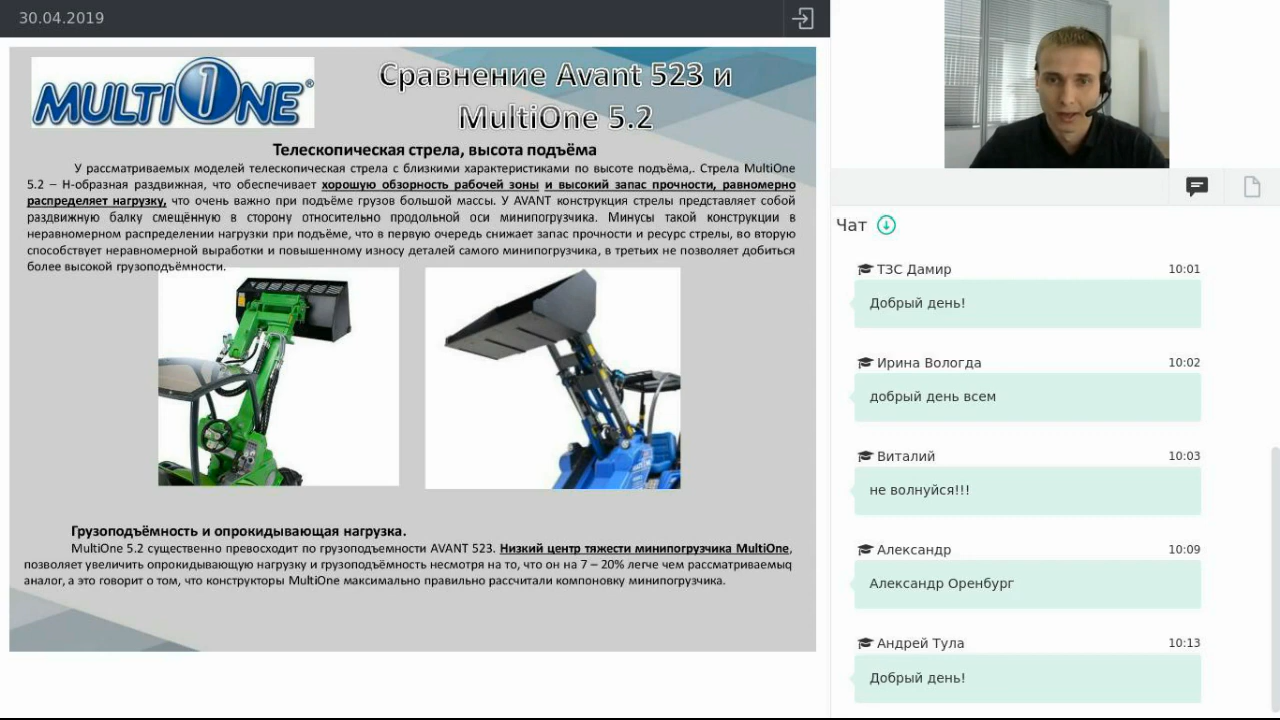 30.04.2019
MULTIONE®
Сравнение Avant 523 и
MultiOne 5.2
Телескопическая стрела, высота подъёма
У рассматриваемых моделей телескопическая стрела с близкими характеристиками по высоте подъёма,. Стрела MultiOne
5.2 – Н-образная раздвижная, что обеспечивает хорошую обзорность рабочей зоны и высокий запас прочности, равномерно
распределяет нагрузку, что очень важно при подъёме грузов большой массы. У AVANT конструкция стрелы представляет собой
раздвижную балку смещённую в сторону относительно продольной оси минипогрузчика. Минусы такой конструкции в
неравномерном распределении нагрузки при подъёме, что в первую очередь снижает запас прочности и ресурс стрелы, во вторую
способствует неравномерной выработки и повышенному износу деталей самого минипогрузчика, в третьих не позволяет добиться
более высокой грузоподъёмности.
Грузоподъёмность и опрокидывающая нагрузка.
MultiOne 5.2 существенно превосходит по грузоподъемности AVANT 523. Низкий центр тяжести минипогрузчика MultiOne,
позволяет увеличить опрокидывающую нагрузку и грузоподъёмность несмотря на то, что он на 7 – 20% легче чем рассматриваемыq
аналог, а это говорит о том, что конструкторы MultiOne максимально правильно рассчитали компоновку минипогрузчика.
Чат
ТЗС Дамир 10:01
Добрый день!
Ирина Вологда 10:02
добрый день всем
Виталий 10:03
не волнуйся!!!
Александр 10:09
Александр Оренбург
Андрей Тула 10:13
Добрый день!